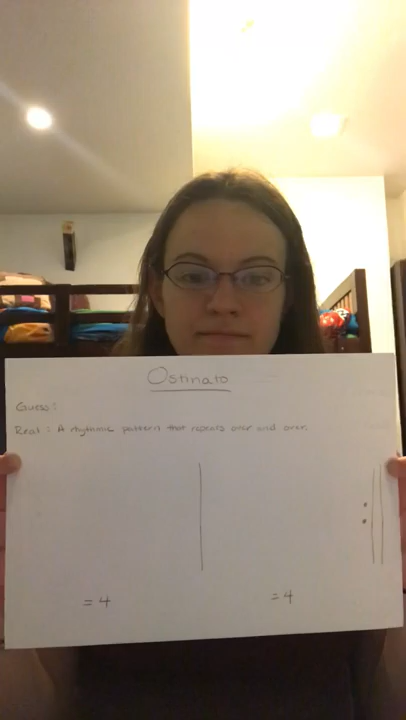 Ostinato
Guess:
Real: A rhythmic pattern that repeats over and over.
= 4 = 4